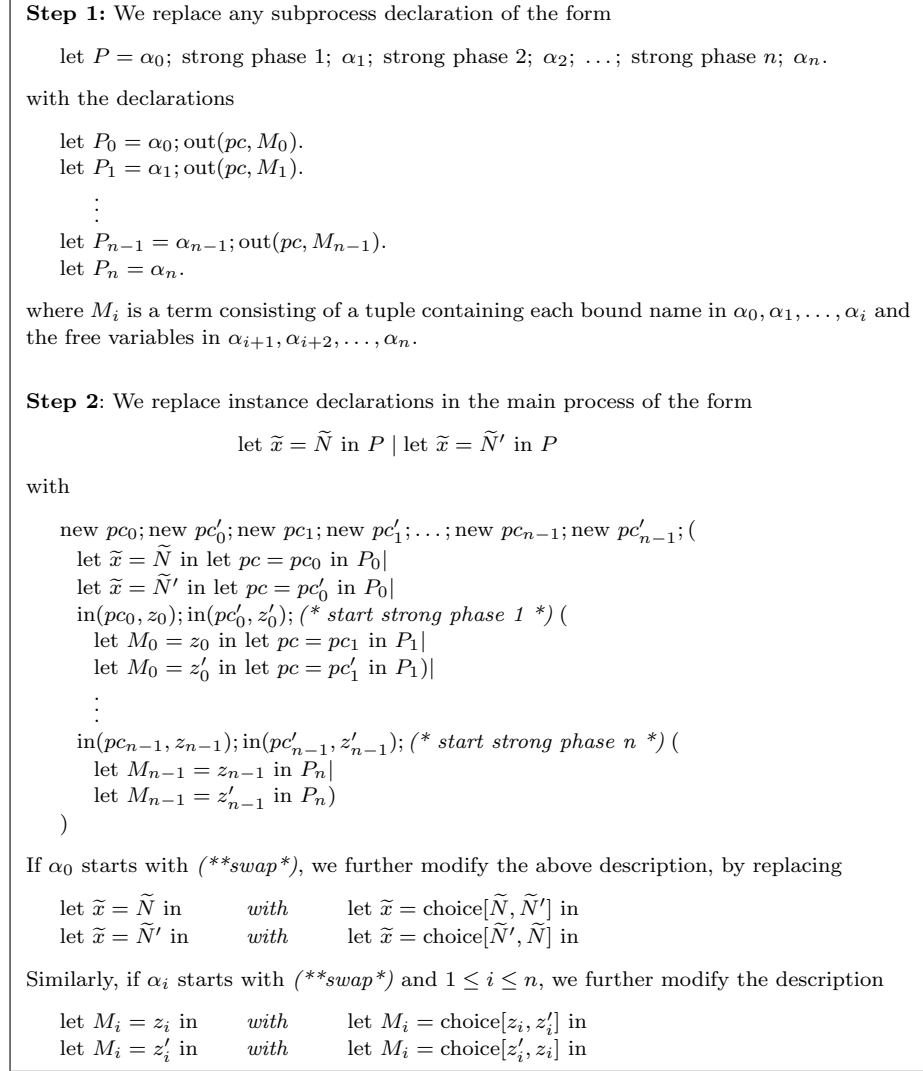 Step 1: We replace any subprocess declaration of the form
let P = α₀; strong phase 1; α₁; strong phase 2; α₂; …; strong phase n; αₙ.
with the declarations
let P₀ = α₀; out(pc, M₀).
let P₁ = α₁; out(pc, M₁).
⋮
let Pₙ₋₁ = αₙ₋₁; out(pc, Mₙ₋₁).
let Pₙ = αₙ.
where Mᵢ is a term consisting of a tuple containing each bound name in α₀, α₁, …, αᵢ and
the free variables in αᵢ₊₁, αᵢ₊₂, …, αₙ.
Step 2: We replace instance declarations in the main process of the form
let x̃ = Ñ in P | let x̃ = Ñ′ in P
with
new pc₀; new pc′₀; new pc₁; new pc′₁; …; new pcₙ₋₁; new pc′ₙ₋₁; (
let x̃ = Ñ in let pc = pc₀ in P₀|
let x̃ = Ñ′ in let pc = pc′₀ in P₀|
in(pc₀, z₀); in(pc′₀, z′₀); (* start strong phase 1 *) (
let M₀ = z₀ in let pc = pc₁ in P₁|
let M₀ = z′₀ in let pc = pc′₁ in P₁)|
⋮
in(pcₙ₋₁, zₙ₋₁); in(pc′ₙ₋₁, z′ₙ₋₁); (* start strong phase n *) (
let Mₙ₋₁ = zₙ₋₁ in Pₙ|
let Mₙ₋₁ = z′ₙ₋₁ in Pₙ)
)
If α₀ starts with (**swap*), we further modify the above description, by replacing
let x̃ = Ñ in with let x̃ = choice[Ñ, Ñ′] in
let x̃ = Ñ′ in with let x̃ = choice[Ñ′, Ñ] in
Similarly, if αᵢ starts with (**swap*) and 1 ≤ i ≤ n, we further modify the description
let Mᵢ = zᵢ in with let Mᵢ = choice[zᵢ, z′ᵢ] in
let Mᵢ = z′ᵢ in with let Mᵢ = choice[z′ᵢ, zᵢ] in